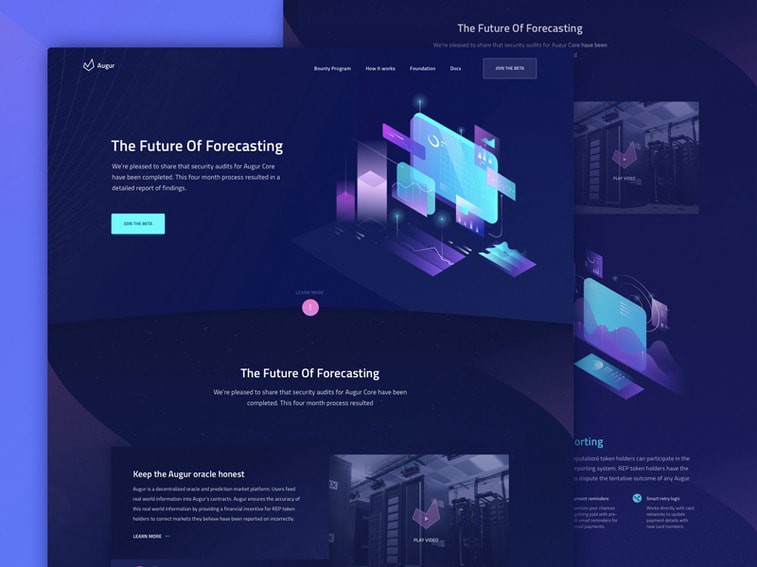 Augur
Bounty Program
How it works
Foundation
Docs
JOIN THE BETA
The Future Of Forecasting
We're pleased to share that security audits for Augur Core
have been completed. This four month process resulted in a
detailed report of findings.
JOIN THE BETA
LEARN MORE
The Future Of Forecasting
We're pleased to share that security audits for Augur Core have been
completed. This four month process resulted
Keep the Augur oracle honest
Augur is a decentralized oracle and prediction market platform. Users feed
real world information into Augur's contracts. Augur ensures the accuracy of
this real world information by providing a financial incentive for REP token
holders to correct markets they believe have been reported on incorrectly.
LEARN MORE
PLAY VIDEO
The Future Of Forecasting
We're pleased to share that security audits for Augur Core have been
d
PLAY VIDEO
orting
eputation) token holders can participate in the
eporting system. REP token holders have the
s dispute the tentative outcome of any Augur
yment reminders
Smart retry logic
Works directly with card
networks to update
payment details with
new card numbers.